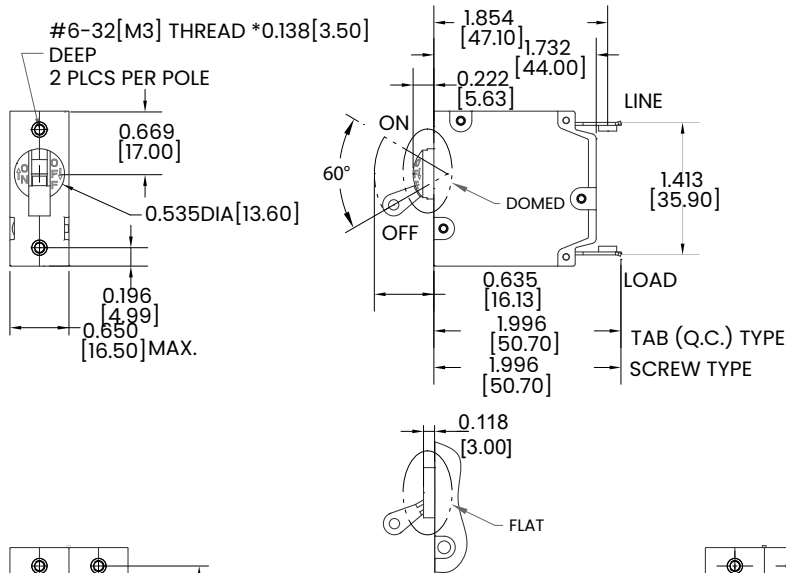 #6-32[M3] THREAD *0.138[3.50]
DEEP
2 PLCS PER POLE
0.669
[17.00]
ON
OFF
0.535DIA[13.60]
0.196
[4.99]
0.650
[16.50]MAX.
1.854
[47.10]
1.732
[44.00]
0.222
[5.63]
LINE
ON
60°
OFF
DOMED
1.413
[35.90]
LOAD
0.635
[16.13]
1.996
[50.70]
TAB (Q.C.) TYPE
1.996
[50.70]
SCREW TYPE
0.118
[3.00]
FLAT